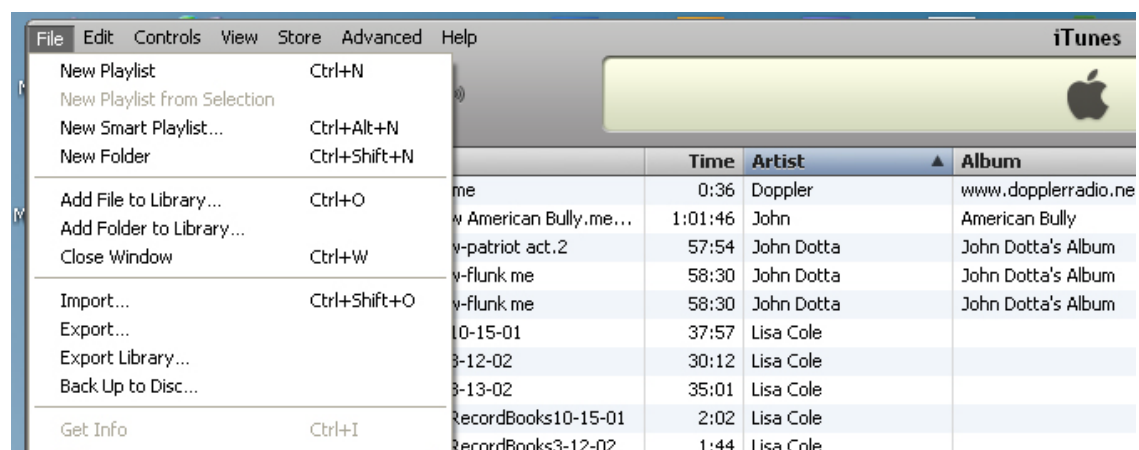 File Edit Controls View Store Advanced Help iTunes
New Playlist Ctrl+N
New Playlist from Selection
New Smart Playlist... Ctrl+Alt+N
New Folder Ctrl+Shift+N
Add File to Library... Ctrl+O
Add Folder to Library...
Close Window Ctrl+W
Import... Ctrl+Shift+O
Export...
Export Library...
Back Up to Disc...
Get Info Ctrl+I
Time Artist Album
me 0:36 Doppler www.dopplerradio.ne
w American Bully.me... 1:01:46 John American Bully
w-patriot act.2 57:54 John Dotta John Dotta's Album
w-flunk me 58:30 John Dotta John Dotta's Album
w-flunk me 58:30 John Dotta John Dotta's Album
10-15-01 37:57 Lisa Cole
3-12-02 30:12 Lisa Cole
3-13-02 35:01 Lisa Cole
RecordBooks10-15-01 2:02 Lisa Cole
RecordBooks3-12-02 1:44 Lisa Cole